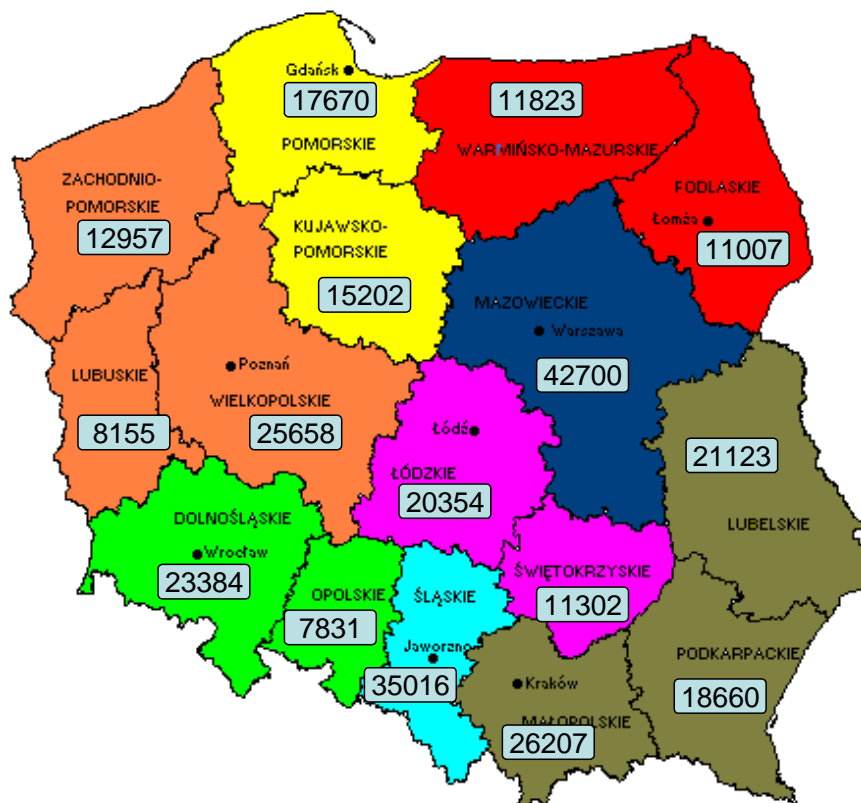 Gdańsk
17670
POMORSKIE
11823
WARMIŃSKO-MAZURSKIE
ZACHODNIO-
POMORSKIE
12957
PODLASKIE
Łomża
11007
KUJAWSKO-
POMORSKIE
15202
MAZOWIECKIE
Warszawa
42700
LUBUSKIE
8155
Poznań
WIELKOPOLSKIE
25658
Łódź
ŁÓDZKIE
20354
21123
LUBELSKIE
DOLNOŚLĄSKIE
Wrocław
23384
OPOLSKIE
7831
ŚLĄSKIE
Jaworzno
35016
ŚWIĘTOKRZYSKIE
11302
Kraków
MAŁOPOLSKIE
26207
PODKARPACKIE
18660